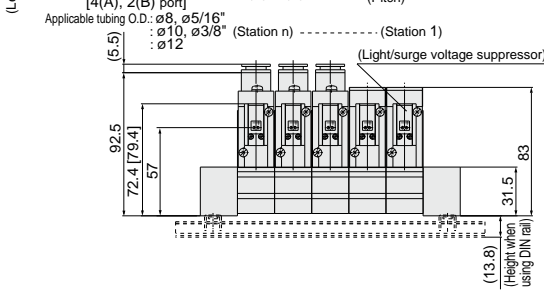 [4(A), 2(B) port]
(Pitch)
Applicable tubing O.D.: ø8, ø5/16"
: ø10, ø3/8" (Station n) (Station 1)
: ø12
(Light/surge voltage suppressor)
(5.5)
92.5
72.4 [79.4]
57
83
31.5
(13.8)
(Height when
using DIN rail)